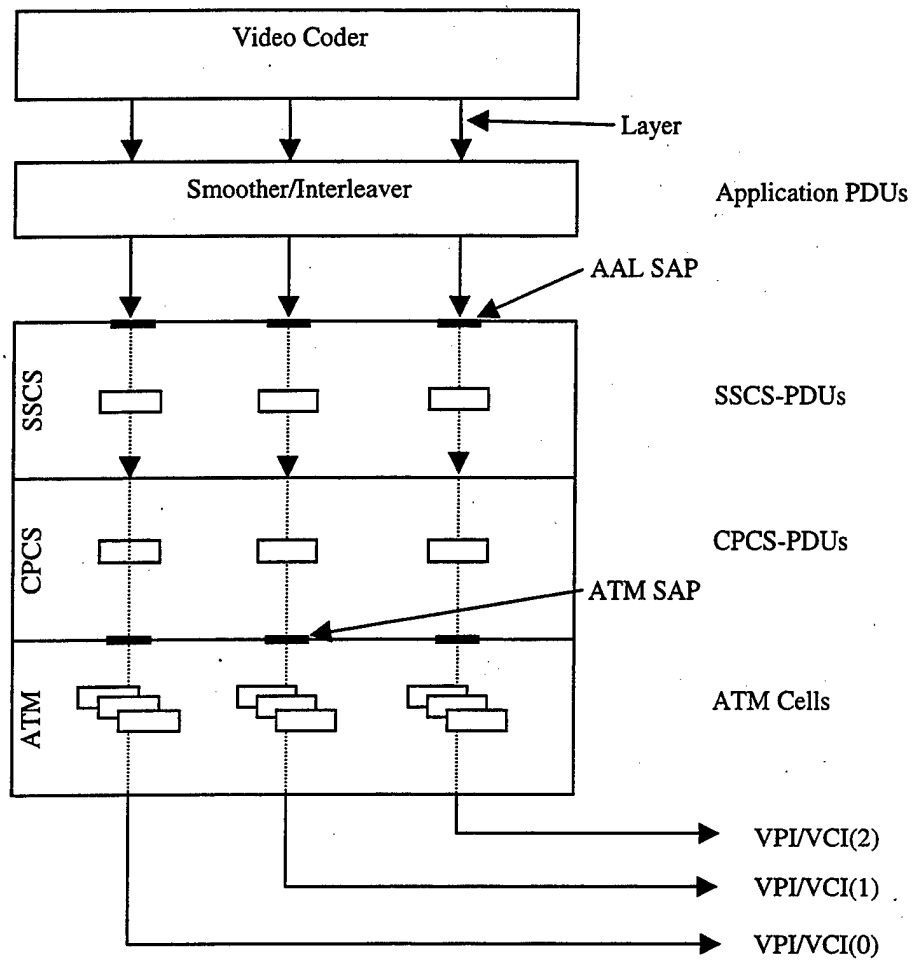 Video Coder
Layer
Smoother/Interleaver
Application PDUs
AAL SAP
SSCS
SSCS-PDUs
CPCS
CPCS-PDUs
ATM SAP
ATM
ATM Cells
VPI/VCI(2)
VPI/VCI(1)
VPI/VCI(0)